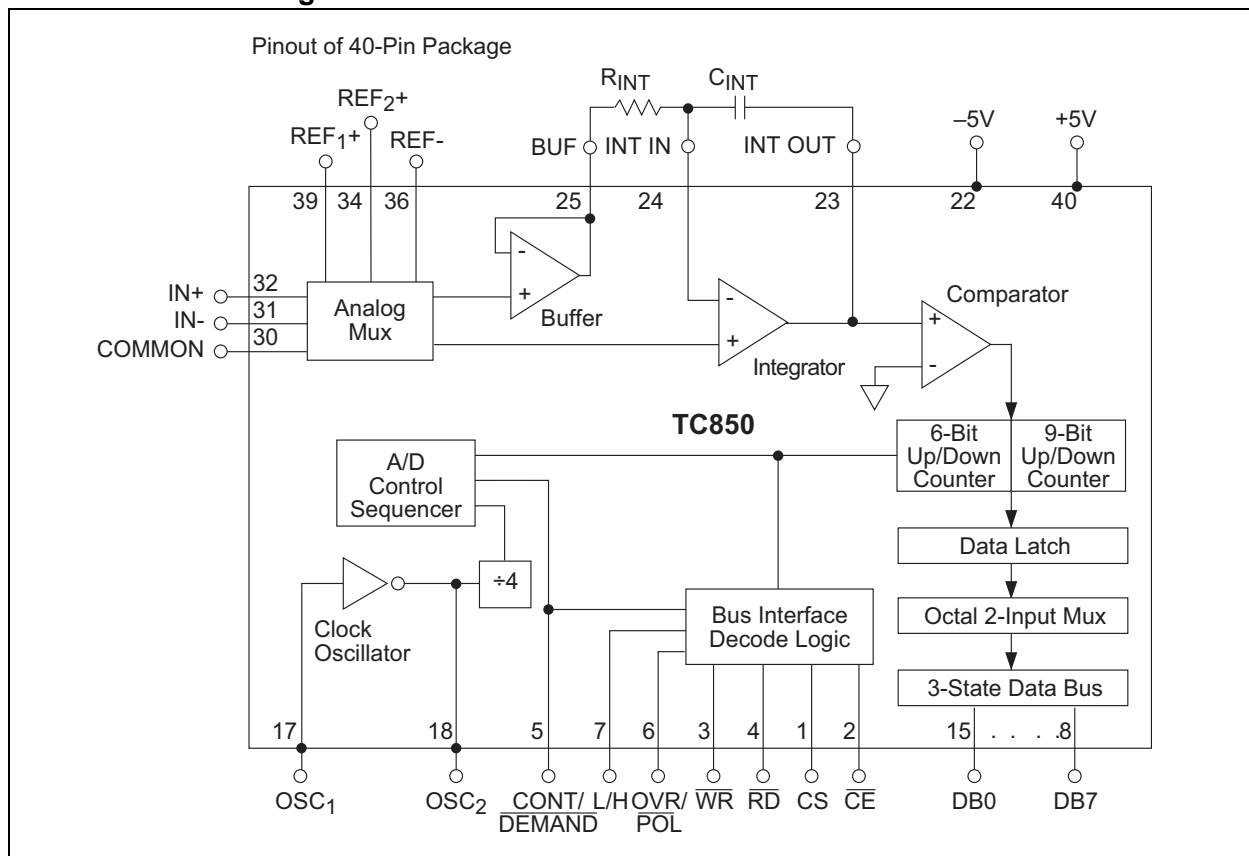 Pinout of 40-Pin Package
RINT
CINT
REF2+
REF1+
REF-
BUF
INT IN
INT OUT
–5V
+5V
39
34
36
25
24
23
22
40
IN+
32
IN-
31
COMMON
30
Analog
Mux
-
+
Buffer
-
+
Integrator
Comparator
+
-
TC850
A/D
Control
Sequencer
6-Bit
Up/Down
Counter
9-Bit
Up/Down
Counter
Data Latch
÷4
Bus Interface
Decode Logic
Octal 2-Input Mux
Clock
Oscillator
3-State Data Bus
17
18
5
7
6
3
4
1
2
15 . . . . 8
OSC1
OSC2
CONT/
DEMAND
L/H
OVR/
POL
WR
RD
CS
CE
DB0
DB7